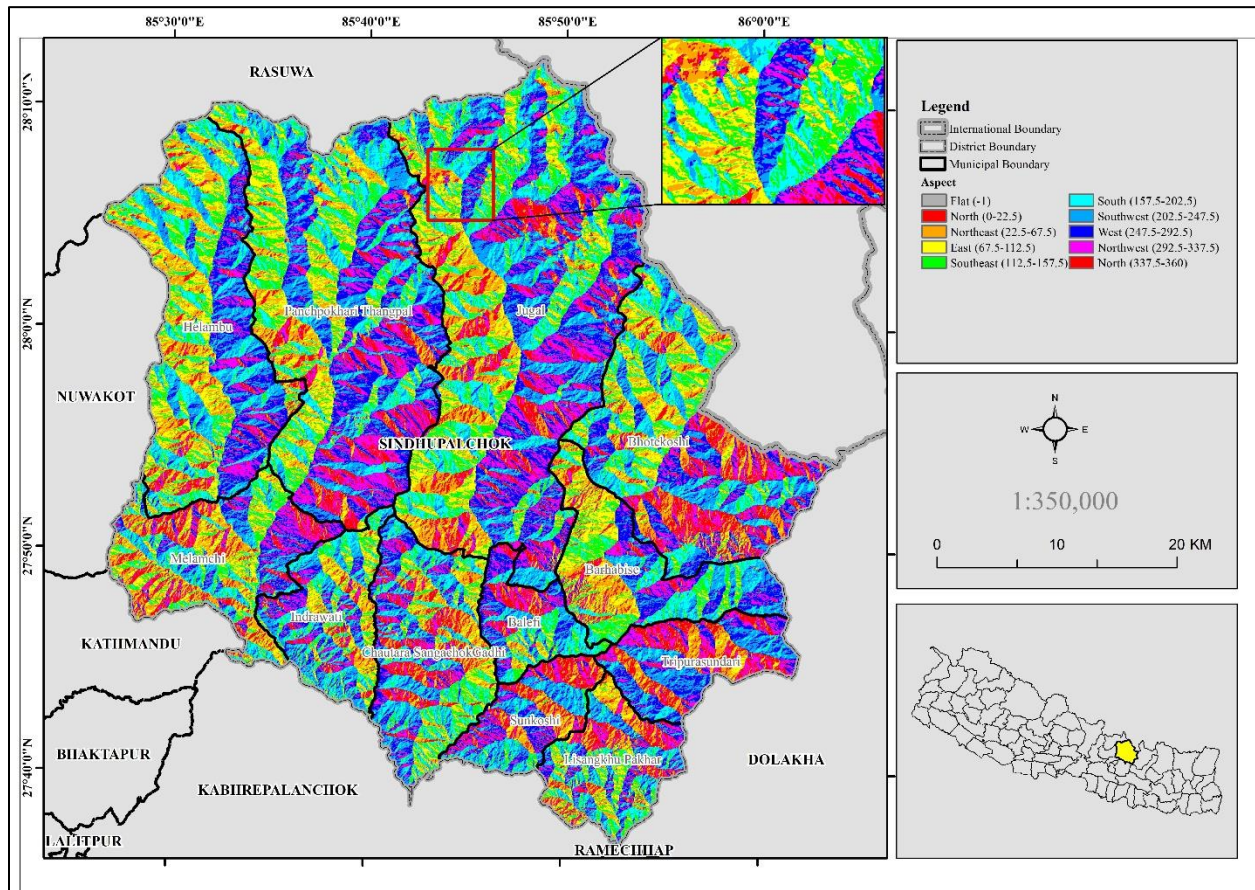 85°30'0"E
85°40'0"E
85°50'0"E
86°0'0"E
28°10'0"N
28°0'0"N
27°50'0"N
27°40'0"N
RASUWA
NUWAKOT
KATHMANDU
BHAKTAPUR
LALITPUR
KABHREPALANCHOK
RAMECHHAP
DOLAKHA
SINDHUPALCHOK
Helambu
Panchpokhari Thangpal
Jugal
Bhotekoshi
Melamchi
Barhabise
Indrawati
Chautara SangachokGadhi
Balefi
Tripurasundari
Sunkoshi
Lisangkhu Pakhar
Legend
International Boundary
District Boundary
Municipal Boundary
Aspect
Flat (-1)
North (0-22.5)
Northeast (22.5-67.5)
East (67.5-112.5)
Southeast (112.5-157.5)
South (157.5-202.5)
Southwest (202.5-247.5)
West (247.5-292.5)
Northwest (292.5-337.5)
North (337.5-360)
N
W
E
S
1:350,000
0
10
20 KM